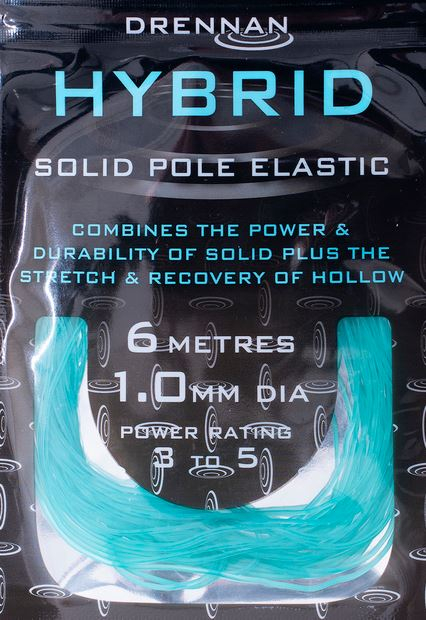 DRENNAN
HYBRID
SOLID POLE ELASTIC
COMBINES THE POWER &
DURABILITY OF SOLID PLUS THE
STRETCH & RECOVERY OF HOLLOW
6 METRES
1.0MM DIA
POWER RATING
3 TO 5